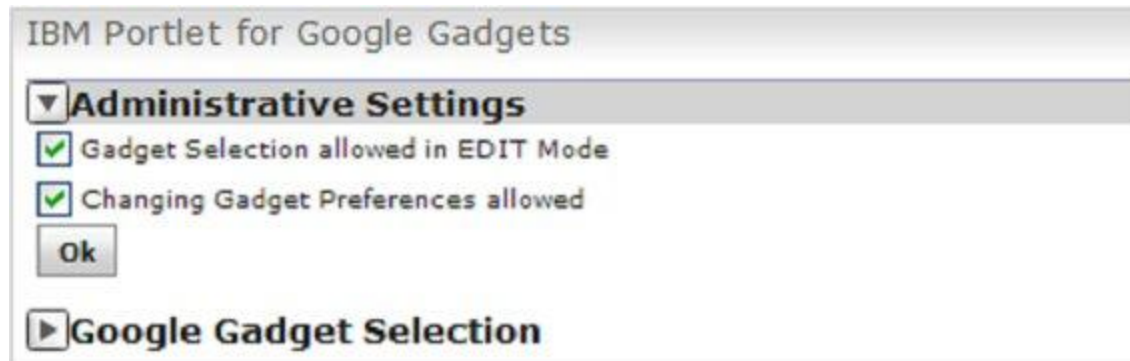 IBM Portlet for Google Gadgets
Administrative Settings
Gadget Selection allowed in EDIT Mode
Changing Gadget Preferences allowed
Ok
Google Gadget Selection